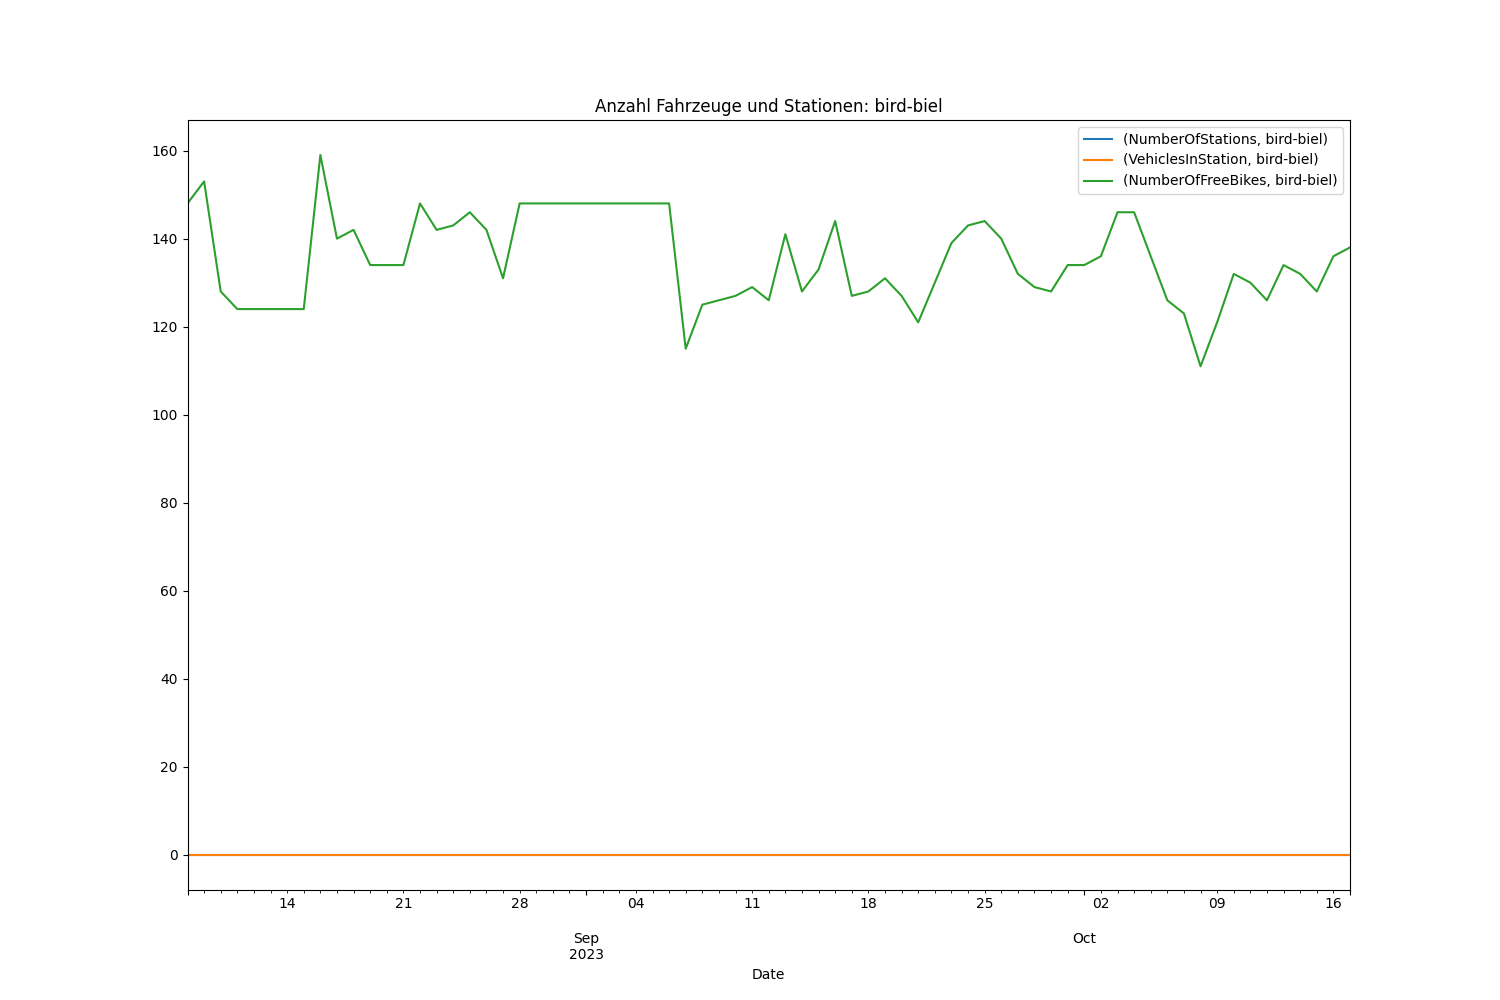 Anzahl Fahrzeuge und Stationen: bird-biel
(NumberOfStations, bird-biel)
(VehiclesInStation, bird-biel)
(NumberOfFreeBikes, bird-biel)
160
140
120
100
80
60
40
20
0
14 21 28 04 11 18 25 02 09 16
Sep Oct
2023
Date